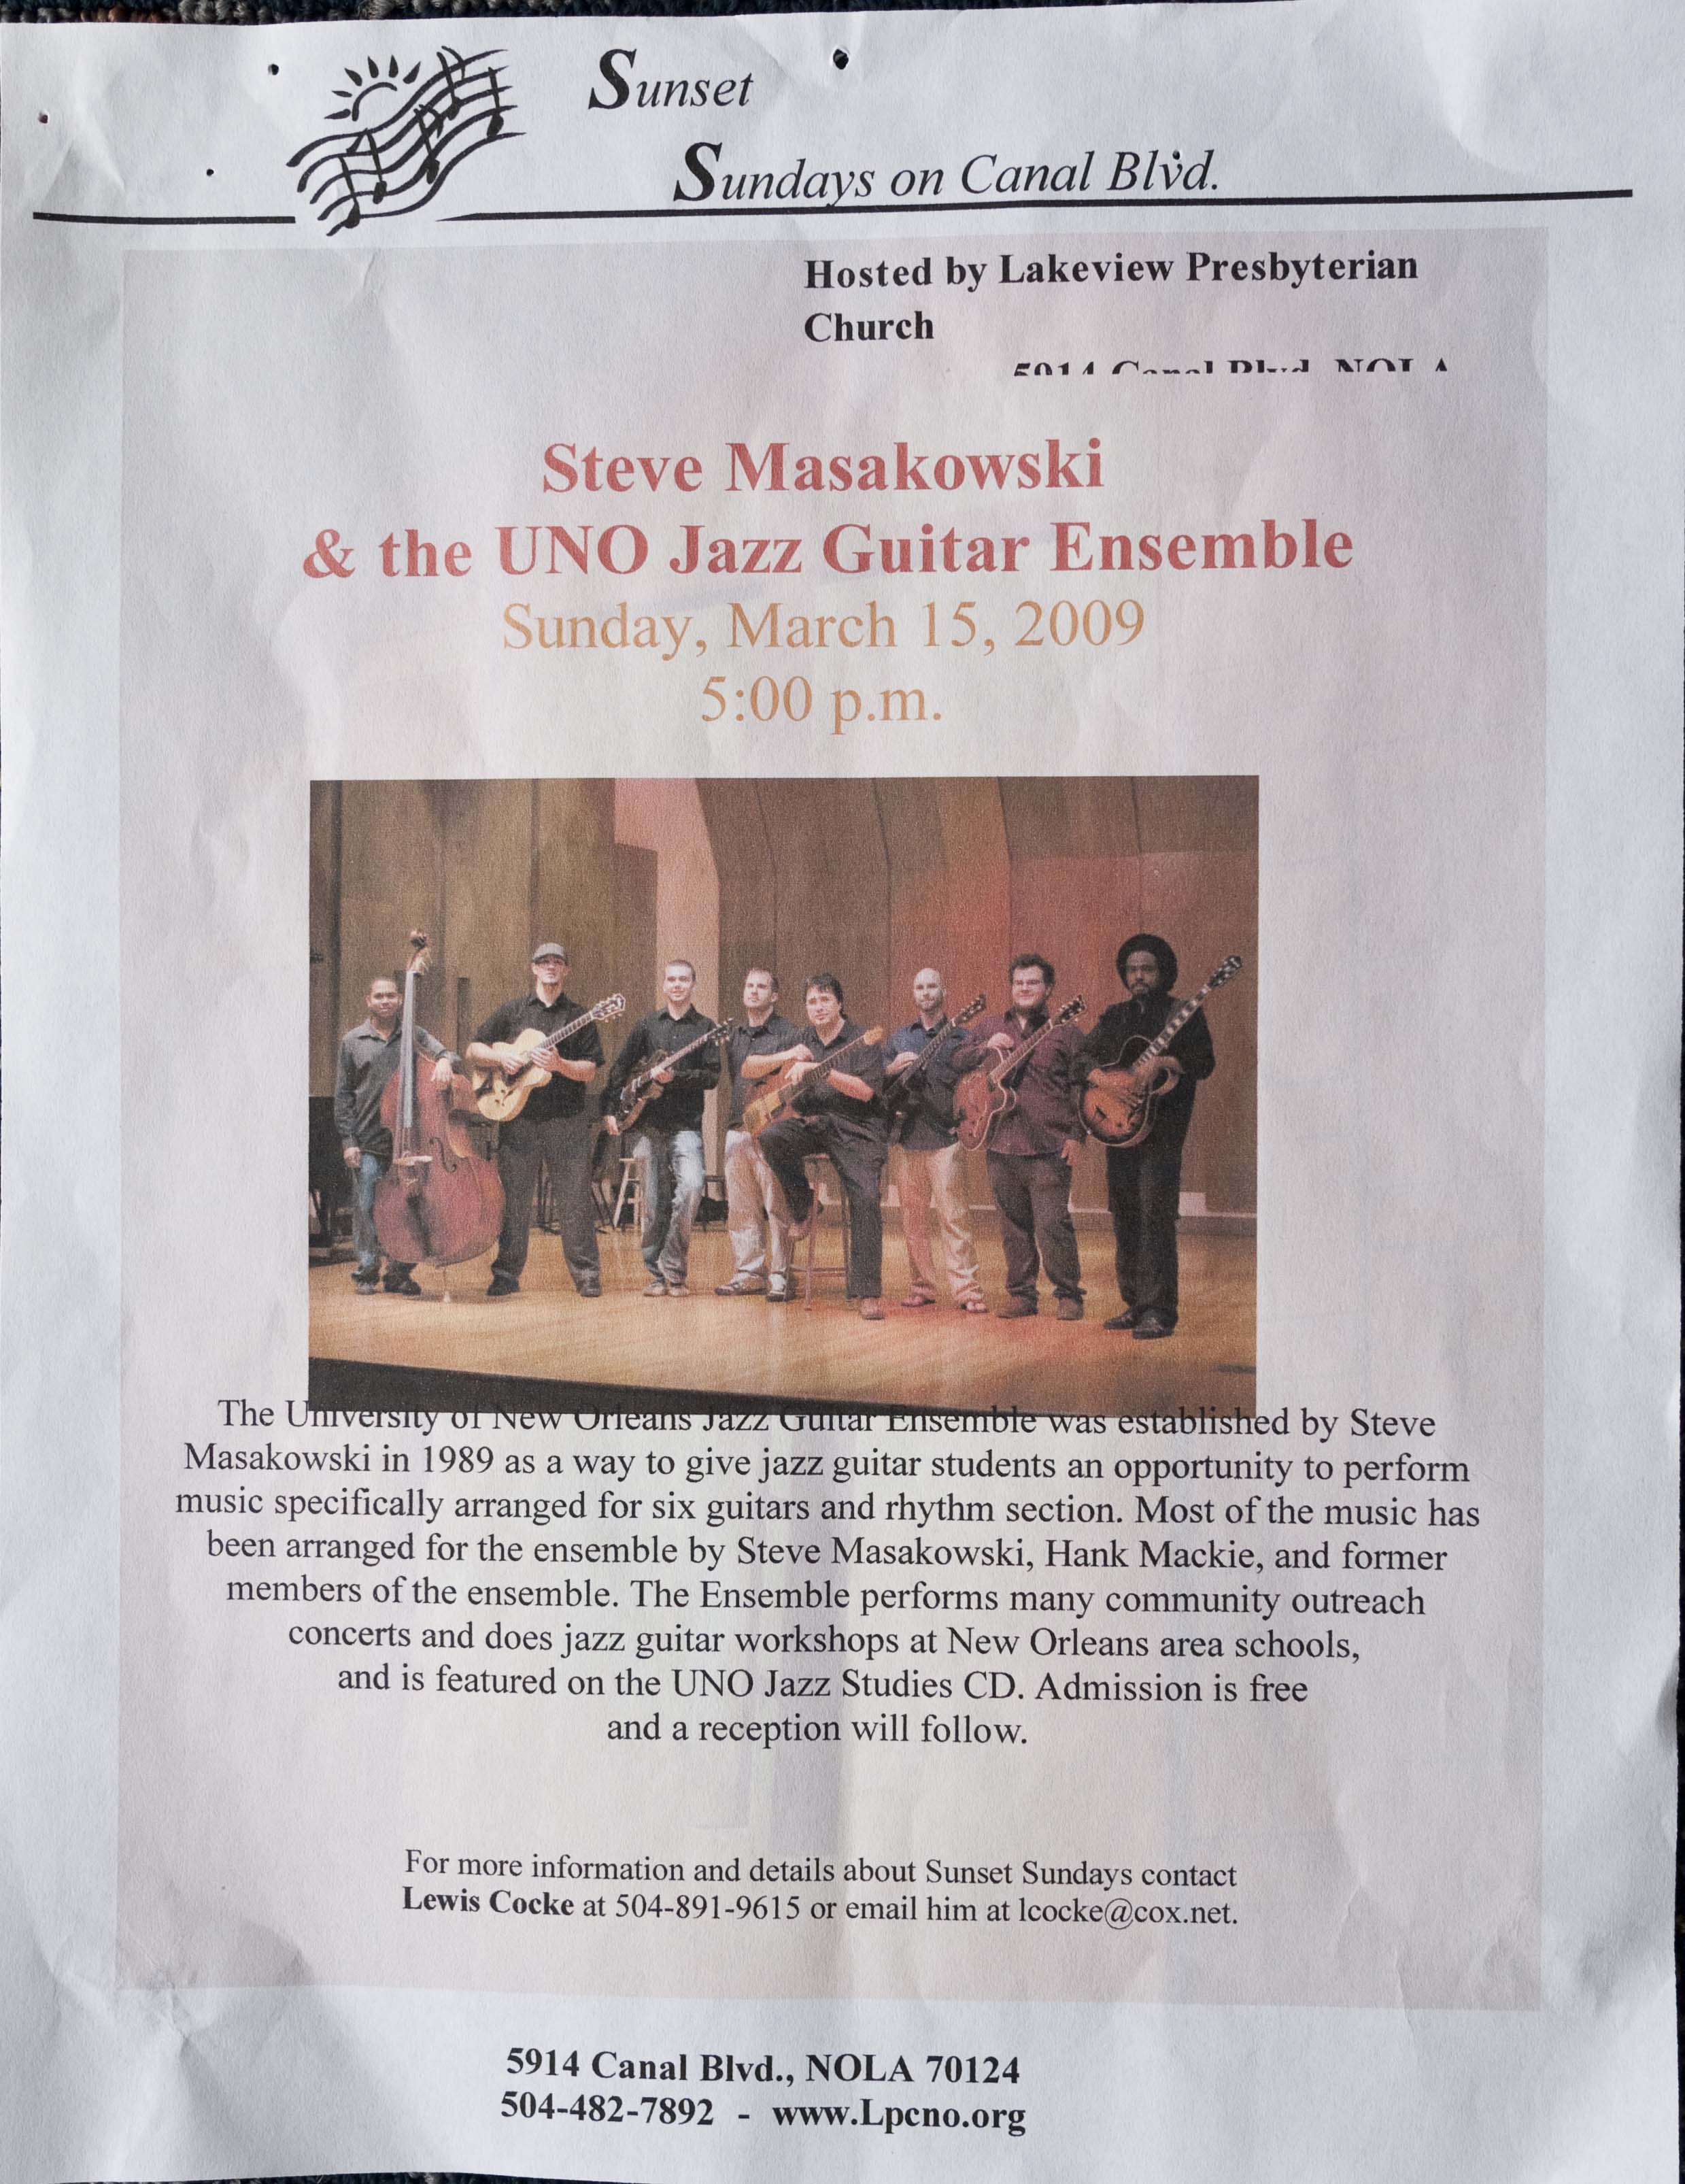 Sunset
Sundays on Canal Blvd.
Hosted by Lakeview Presbyterian
Church
5914 Canal Blvd NOLA
Steve Masakowski
& the UNO Jazz Guitar Ensemble
Sunday, March 15, 2009
5:00 p.m.
The University of New Orleans Jazz Guitar Ensemble was established by Steve
Masakowski in 1989 as a way to give jazz guitar students an opportunity to perform
music specifically arranged for six guitars and rhythm section. Most of the music has
been arranged for the ensemble by Steve Masakowski, Hank Mackie, and former
members of the ensemble. The Ensemble performs many community outreach
concerts and does jazz guitar workshops at New Orleans area schools,
and is featured on the UNO Jazz Studies CD. Admission is free
and a reception will follow.
For more information and details about Sunset Sundays contact
Lewis Cocke at 504-891-9615 or email him at lcocke@cox.net.
5914 Canal Blvd., NOLA 70124
504-482-7892 - www.Lpcno.org